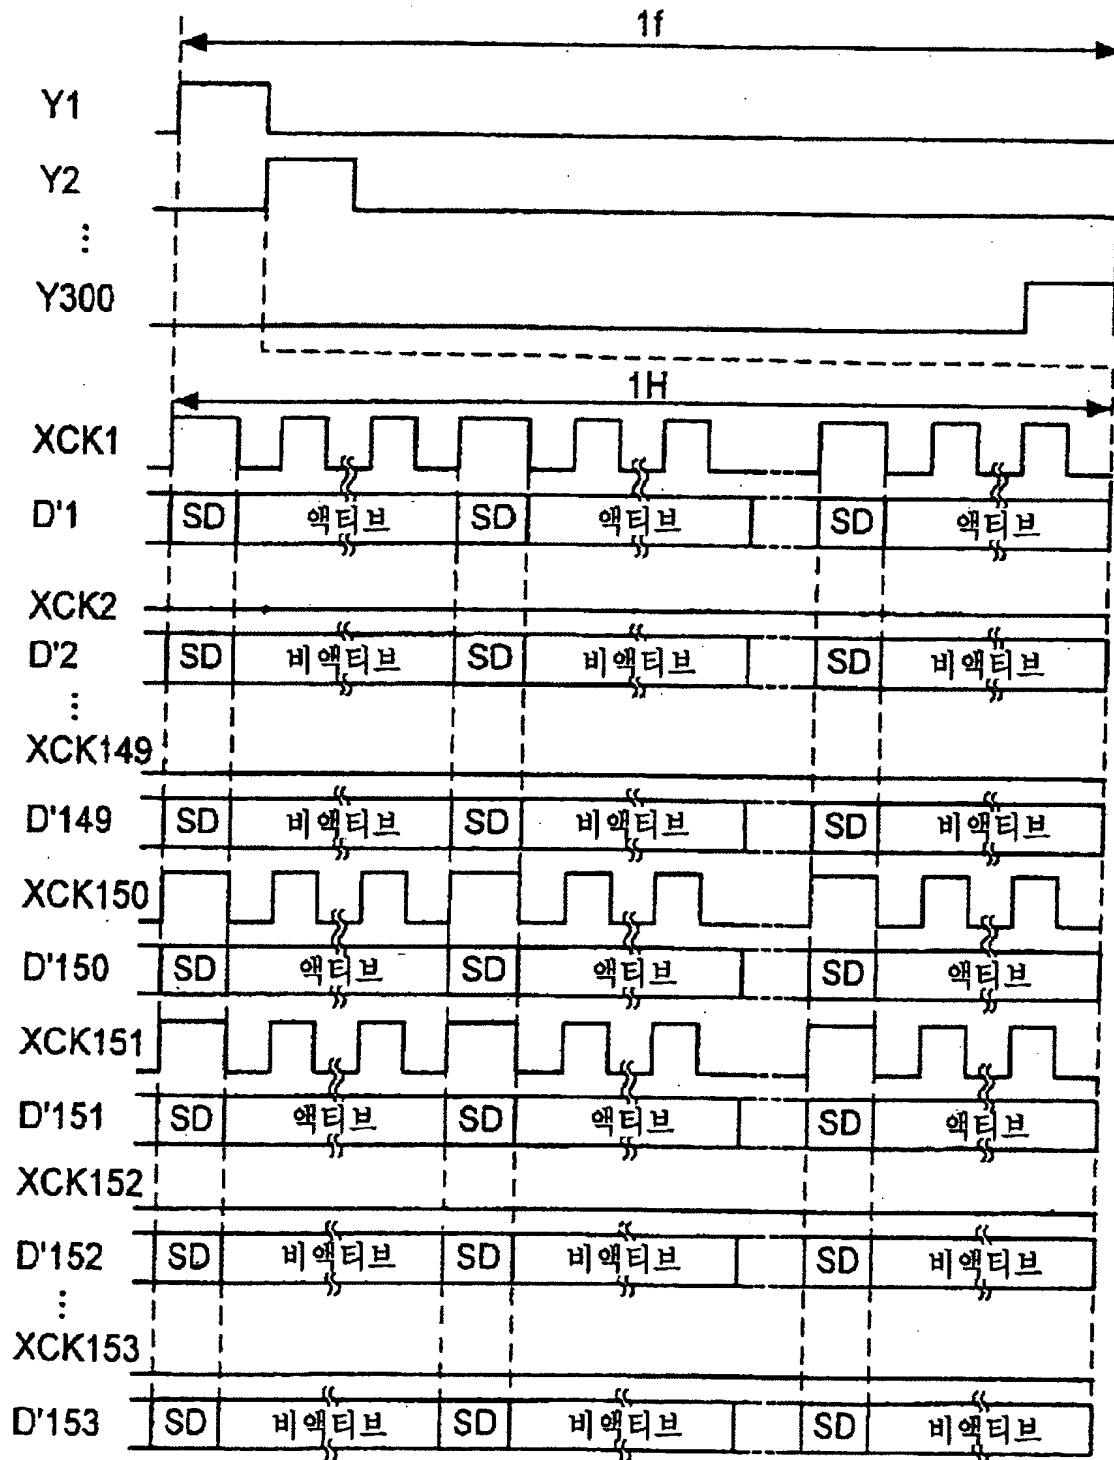 1f
Y1
Y2
⋮
Y300
1H
XCK1
D'1 SD 액티브 SD 액티브 SD 액티브
XCK2
D'2 SD 비액티브 SD 비액티브 SD 비액티브
⋮
XCK149
D'149 SD 비액티브 SD 비액티브 SD 비액티브
XCK150
D'150 SD 액티브 SD 액티브 SD 액티브
XCK151
D'151 SD 액티브 SD 액티브 SD 액티브
XCK152
D'152 SD 비액티브 SD 비액티브 SD 비액티브
⋮
XCK153
D'153 SD 비액티브 SD 비액티브 SD 비액티브